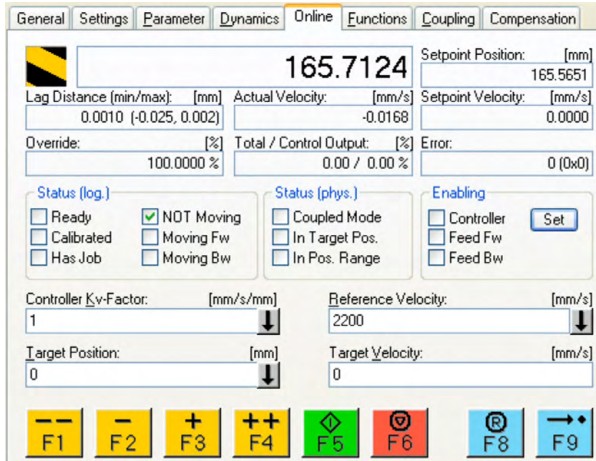 General Settings Parameter Dynamics Online Functions Coupling Compensation
165.7124 Setpoint Position: [mm]
165.5651
Lag Distance (min/max): [mm] Actual Velocity: [mm/s] Setpoint Velocity: [mm/s]
0.0010 (-0.025, 0.002) -0.0168 0.0000
Override: [%] Total / Control Output: [%] Error:
100.0000 % 0.00 / 0.00 % 0 (0x0)
Status (log.) Status (phys.) Enabling
Ready NOT Moving Coupled Mode Controller Set
Calibrated Moving Fw In Target Pos. Feed Fw
Has Job Moving Bw In Pos. Range Feed Bw
Controller Kv-Factor: [mm/s/mm] Reference Velocity: [mm/s]
1 2200
Target Position: [mm] Target Velocity: [mm/s]
0 0
-- - + ++ R
F1 F2 F3 F4 F5 F6 F8 F9